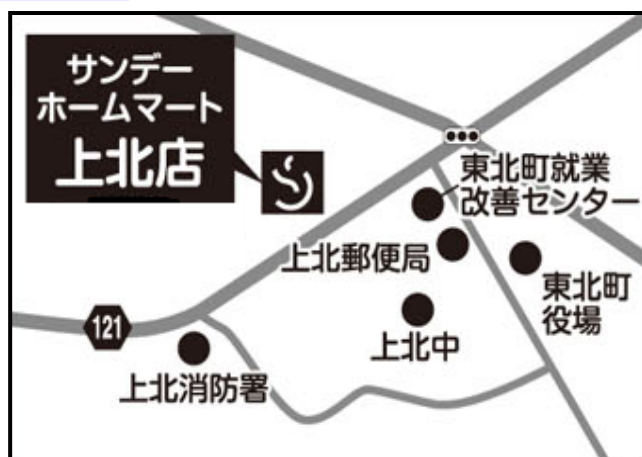 サンデー
ホームマート
上北店
東北町就業
改善センター
上北郵便局
東北町
役場
上北中
121
上北消防署